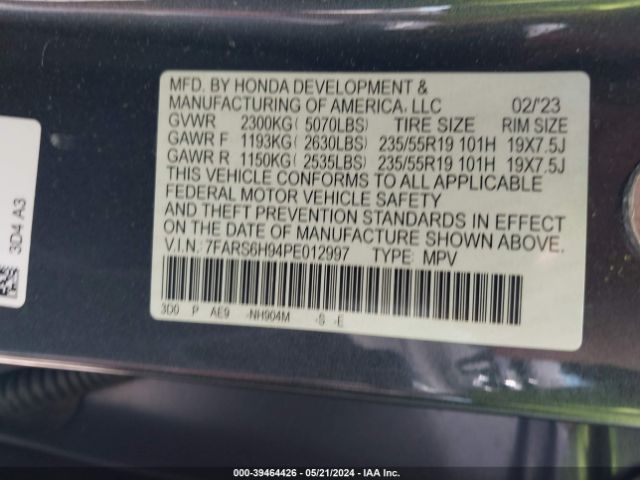 MFD. BY HONDA DEVELOPMENT &
MANUFACTURING OF AMERICA, LLC 02/'23
GVWR 2300KG(5070LBS) TIRE SIZE RIM SIZE
GAWR F 1193KG(2630LBS) 235/55R19 101H 19X7.5J
GAWR R 1150KG(2535LBS) 235/55R19 101H 19X7.5J
THIS VEHICLE CONFORMS TO ALL APPLICABLE
FEDERAL MOTOR VEHICLE SAFETY
AND THEFT PREVENTION STANDARDS IN EFFECT
ON THE DATE OF MANUFACTURE SHOWN ABOVE.
V.I.N.:7FARS6H94PE012997 TYPE: MPV
3D0 P AE9 -NH904M -S -E
3D4 A3
000-39464426 - 05/21/2024 - IAA Inc.